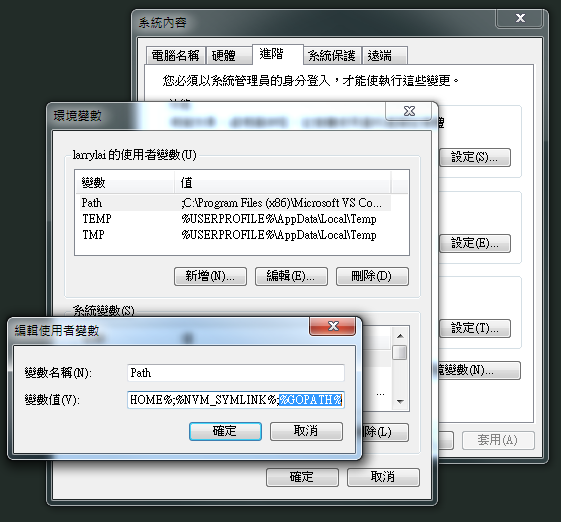 系統內容
電腦名稱
硬體
進階
系統保護
遠端
您必須以系統管理員的身分登入，才能使執行這些變更。
設定(S)...
設定(E)...
設定(T)...
境變數(N)...
套用(A)
環境變數
larrylai 的使用者變數(U)
變數 值
Path ;C:\Program Files (x86)\Microsoft VS Co...
TEMP %USERPROFILE%\AppData\Local\Temp
TMP %USERPROFILE%\AppData\Local\Temp
新增(N)...
編輯(E)...
刪除(D)
系統變數(S)
...
除(L)
確定
取消
編輯使用者變數
變數名稱(N): Path
變數值(V): HOME%;%NVM_SYMLINK%;%GOPATH%
確定
取消